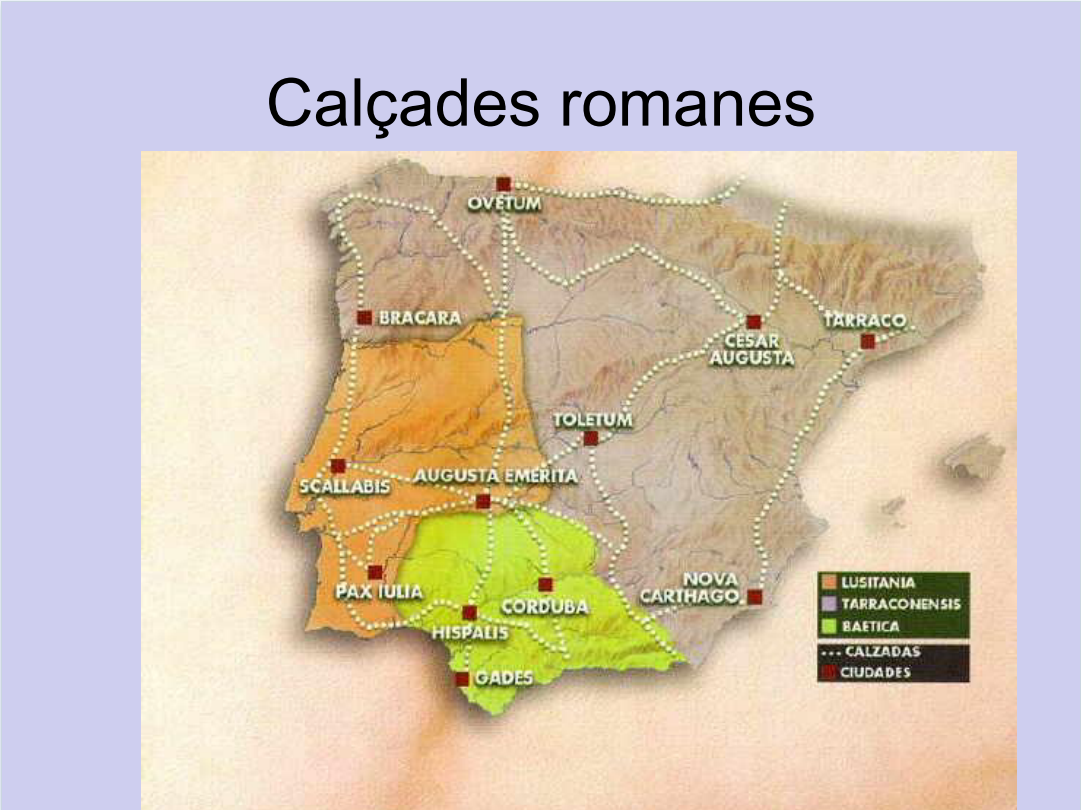 Calçades romanes
OVETUM
BRACARA
TARRACO
CESAR
AUGUSTA
TOLETUM
AUGUSTA EMERITA
SCALLABIS
NOVA
CARTHAGO.
PAX IULIA
CORDUBA
HISPALIS
GADES
LUSITANIA
TARRACONENSIS
BAETICA
CALZADAS
CIUDADES